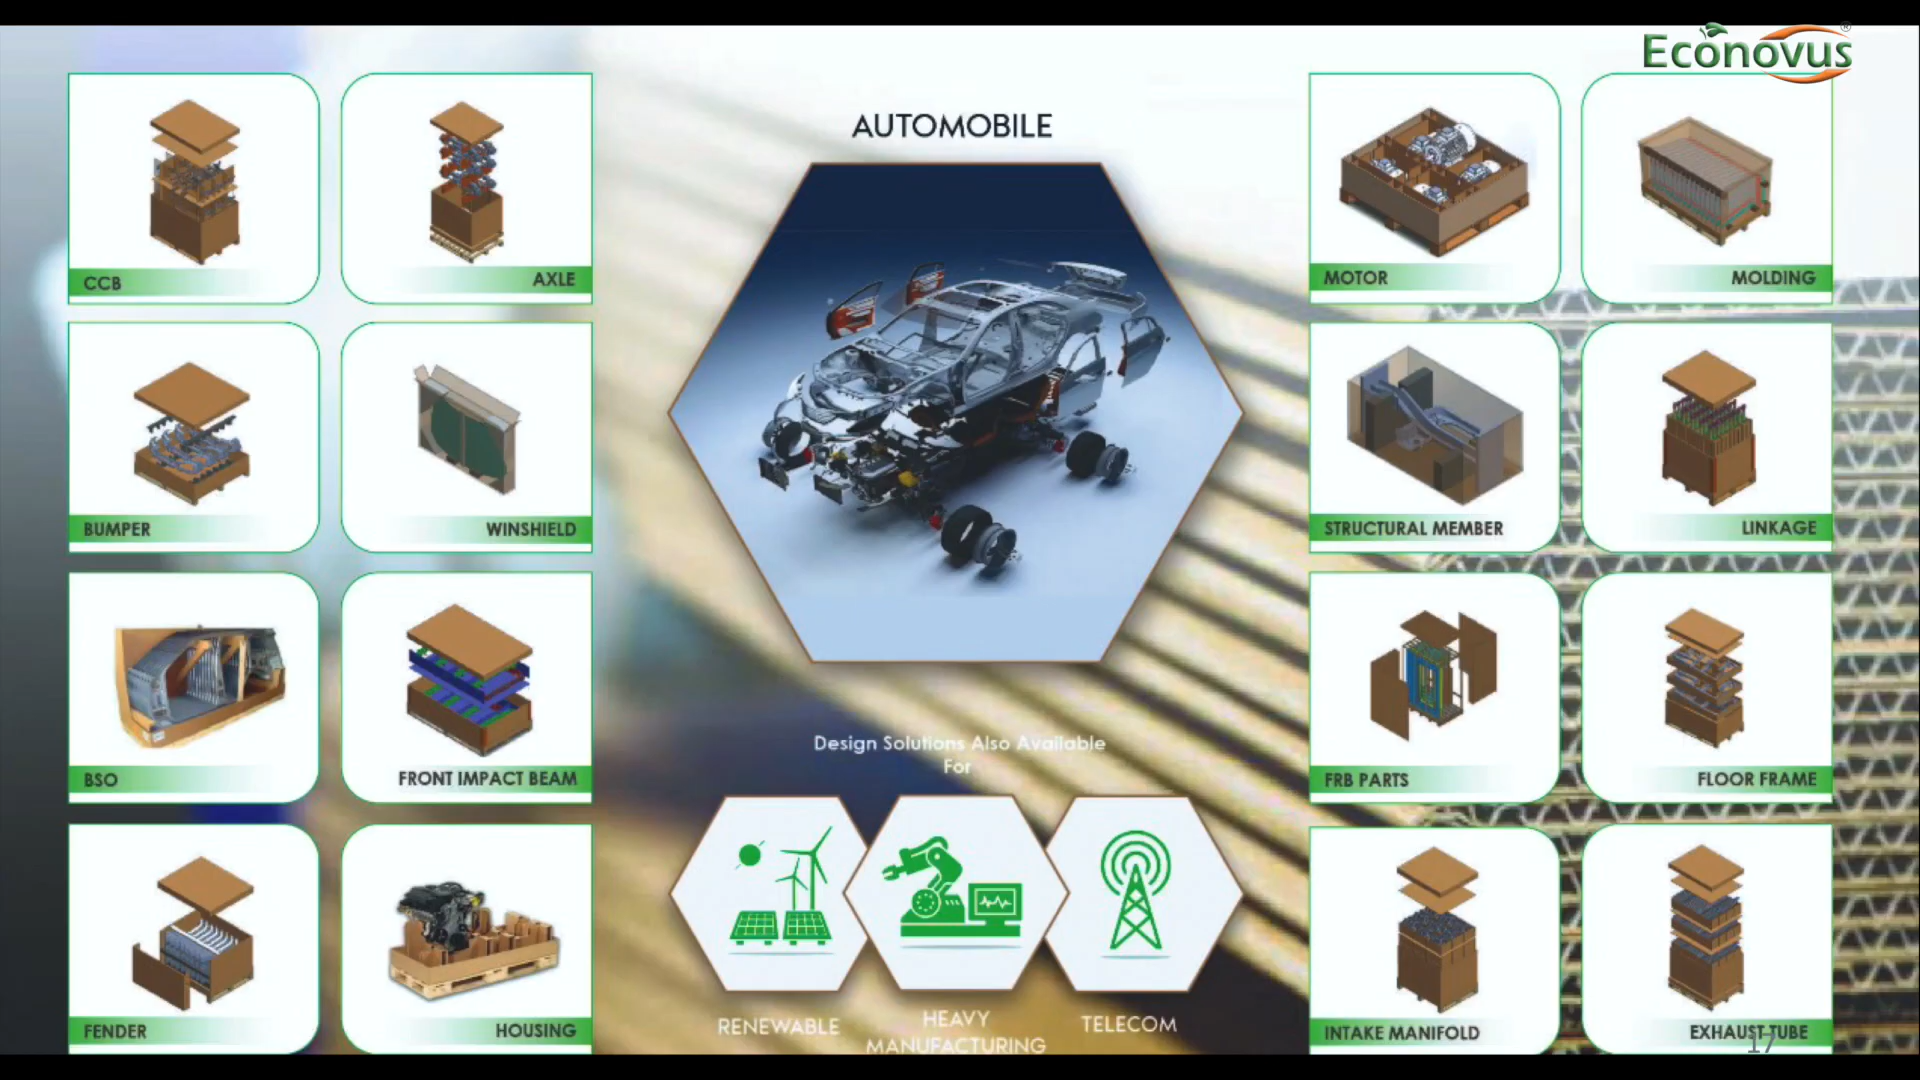 Econovus®
AUTOMOBILE
CCB
AXLE
MOTOR
MOLDING
BUMPER
WINSHIELD
STRUCTURAL MEMBER
LINKAGE
BSO
FRONT IMPACT BEAM
FRB PARTS
FLOOR FRAME
Design Solutions Also Available
For
FENDER
HOUSING
RENEWABLE
HEAVY
MANUFACTURING
TELECOM
INTAKE MANIFOLD
EXHAUST TUBE
17